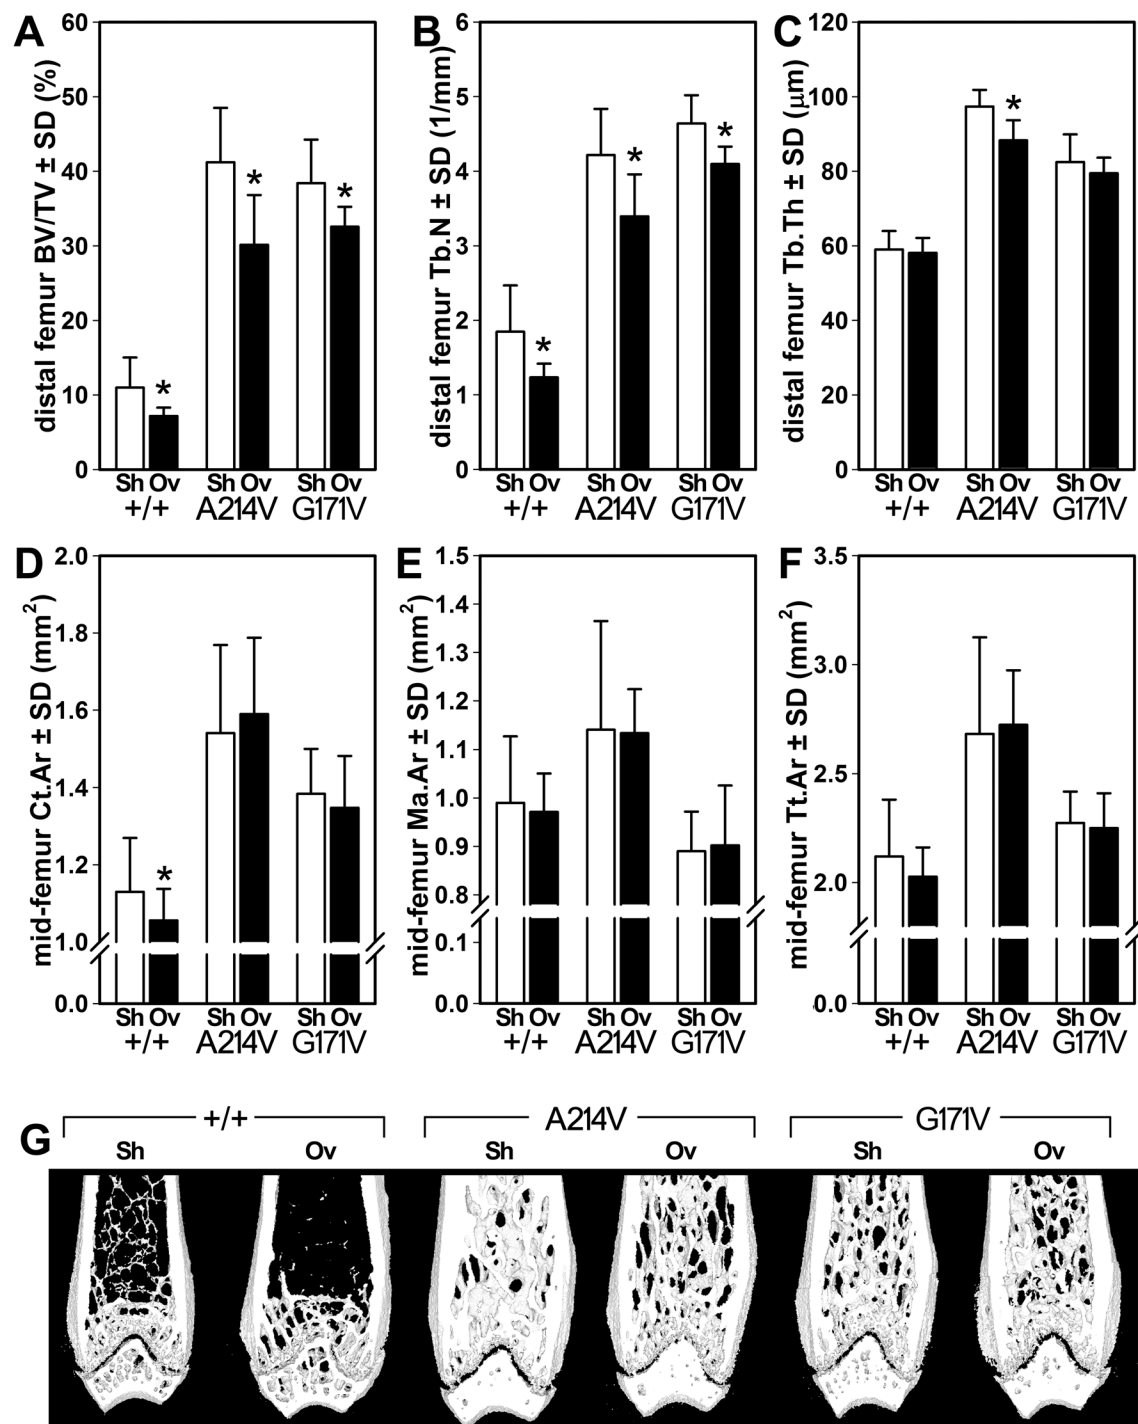 A
distal femur BV/TV ± SD (%)
60
50
40
30
20
10
0
*
*
*
Sh Ov Sh Ov Sh Ov
+/+ A214V G171V
B
distal femur Tb.N ± SD (1/mm)
6
5
4
3
2
1
0
*
*
*
Sh Ov Sh Ov Sh Ov
+/+ A214V G171V
C
distal femur Tb.Th ± SD (μm)
120
100
80
60
40
20
0
*
Sh Ov Sh Ov Sh Ov
+/+ A214V G171V
D
mid-femur Ct.Ar ± SD (mm²)
2.0
1.8
1.6
1.4
1.2
1.0
0.0
*
Sh Ov Sh Ov Sh Ov
+/+ A214V G171V
E
mid-femur Ma.Ar ± SD (mm²)
1.5
1.4
1.3
1.2
1.1
1.0
0.9
0.8
0.1
0.0
Sh Ov Sh Ov Sh Ov
+/+ A214V G171V
F
mid-femur Tt.Ar ± SD (mm²)
3.5
3.0
2.5
2.0
0.0
Sh Ov Sh Ov Sh Ov
+/+ A214V G171V
G
+/+ A214V G171V
Sh Ov Sh Ov Sh Ov